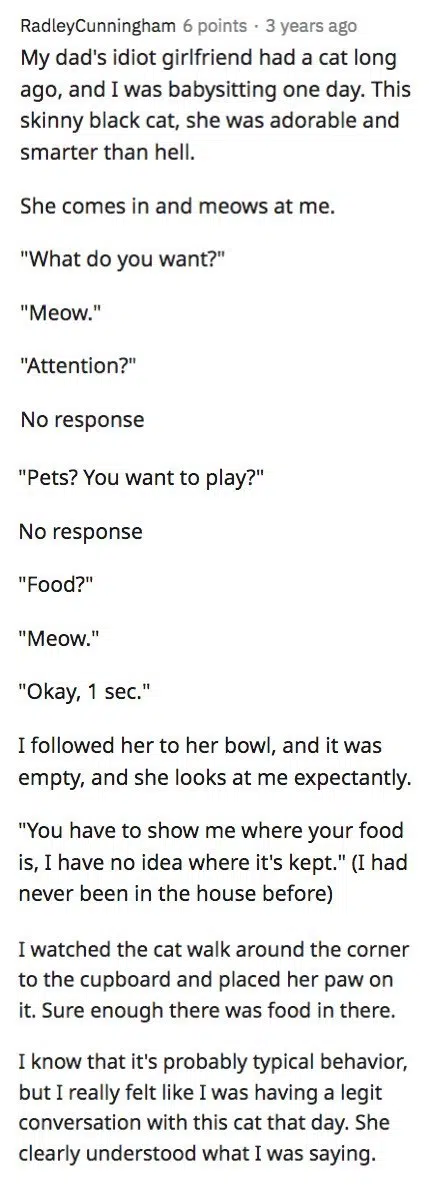 RadleyCunningham 6 points · 3 years ago
My dad's idiot girlfriend had a cat long
ago, and I was babysitting one day. This
skinny black cat, she was adorable and
smarter than hell.
She comes in and meows at me.
"What do you want?"
"Meow."
"Attention?"
No response
"Pets? You want to play?"
No response
"Food?"
"Meow."
"Okay, 1 sec."
I followed her to her bowl, and it was
empty, and she looks at me expectantly.
"You have to show me where your food
is, I have no idea where it's kept." (I had
never been in the house before)
I watched the cat walk around the corner
to the cupboard and placed her paw on
it. Sure enough there was food in there.
I know that it's probably typical behavior,
but I really felt like I was having a legit
conversation with this cat that day. She
clearly understood what I was saying.